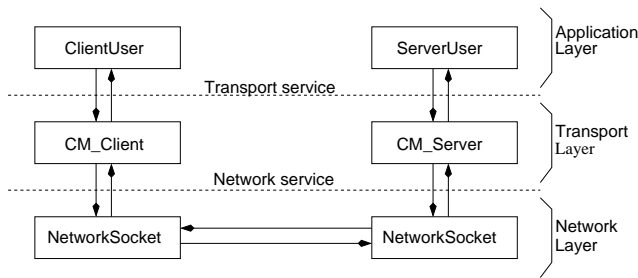 ClientUser
ServerUser
Application
Layer
Transport service
CM_Client
CM_Server
Transport
Layer
Network service
NetworkSocket
NetworkSocket
Network
Layer